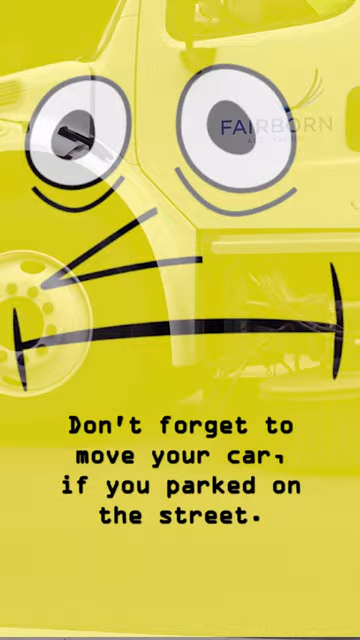 FAIRBORN
Don't forget to
move your car,
if you parked on
the street.